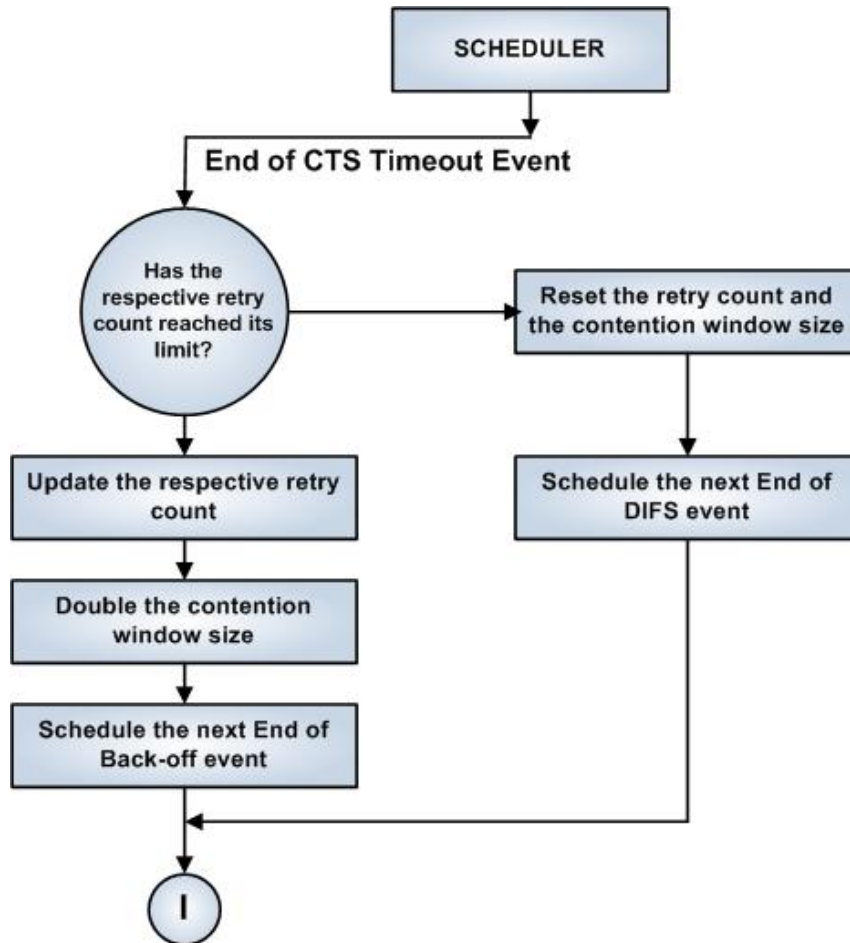 SCHEDULER
End of CTS Timeout Event
Has the
respective retry
count reached its
limit?
Reset the retry count and
the contention window size
Update the respective retry
count
Schedule the next End of
DIFS event
Double the contention
window size
Schedule the next End of
Back-off event
I